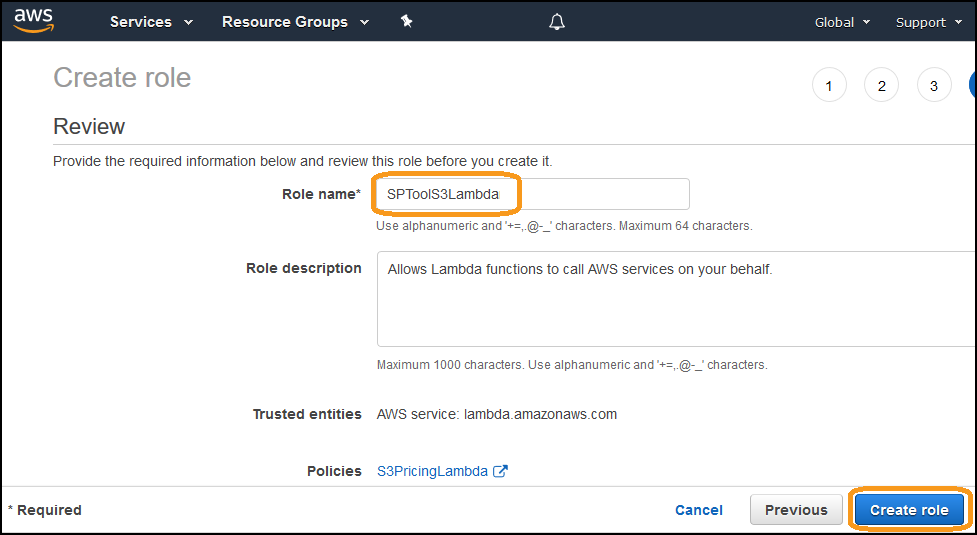 aws Services Resource Groups Global Support
Create role
1 2 3
Review
Provide the required information below and review this role before you create it.
Role name* SPToolS3Lambda
Use alphanumeric and '+=,.@-_' characters. Maximum 64 characters.
Role description Allows Lambda functions to call AWS services on your behalf.
Maximum 1000 characters. Use alphanumeric and '+=,.@-_' characters.
Trusted entities AWS service: lambda.amazonaws.com
Policies S3PricingLambda
* Required Cancel Previous Create role